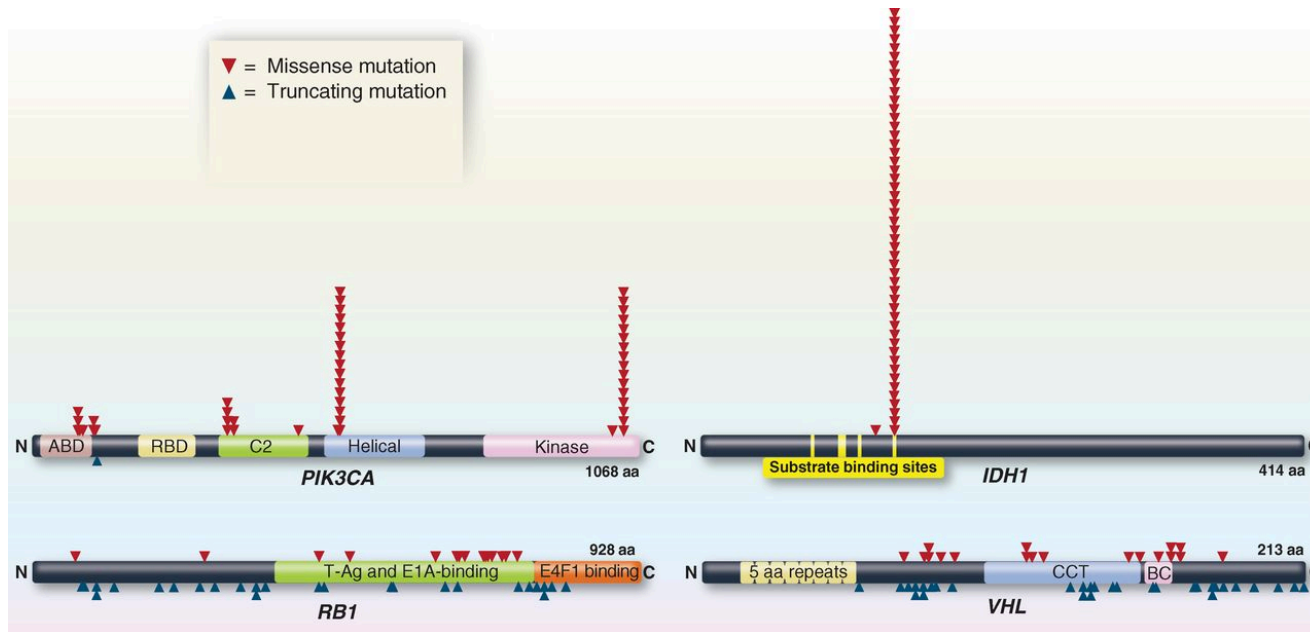 ▼ = Missense mutation
▲ = Truncating mutation
N ABD RBD C2 Helical Kinase C
1068 aa
PIK3CA
N
Substrate binding sites
IDH1
414 aa
928 aa
N T-Ag and E1A-binding E4F1 binding C
RB1
213 aa
N 5 aa repeats CCT BC
VHL